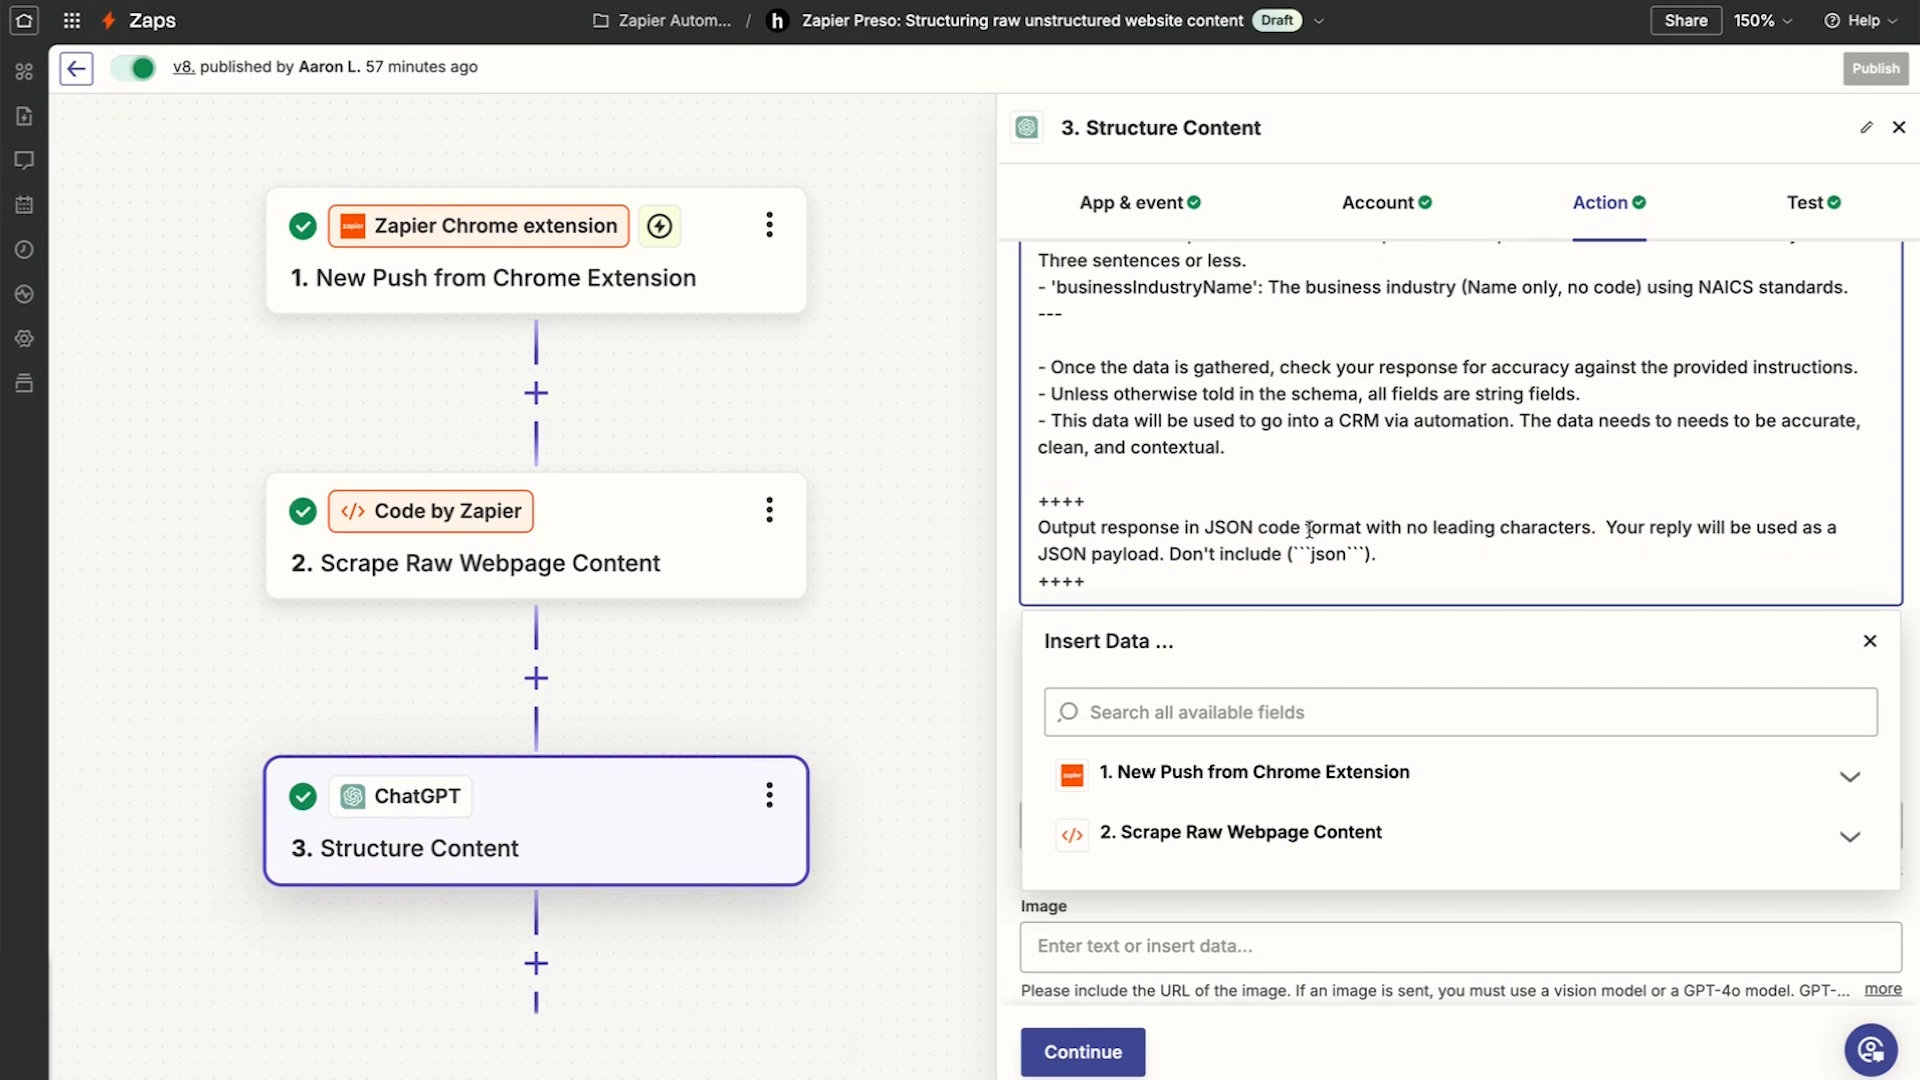 Zaps
Zapier Autom... / Zapier Preso: Structuring raw unstructured website content Draft
Share 150% Help
v8. published by Aaron L. 57 minutes ago
Publish
Zapier Chrome extension
1. New Push from Chrome Extension
Code by Zapier
2. Scrape Raw Webpage Content
ChatGPT
3. Structure Content
3. Structure Content
App & event Account Action Test
Three sentences or less.
- 'businessIndustryName': The business industry (Name only, no code) using NAICS standards.
---
- Once the data is gathered, check your response for accuracy against the provided instructions.
- Unless otherwise told in the schema, all fields are string fields.
- This data will be used to go into a CRM via automation. The data needs to needs to be accurate,
clean, and contextual.
++++
Output response in JSON code format with no leading characters.  Your reply will be used as a
JSON payload. Don't include (```json```).
++++
Insert Data ...
Search all available fields
zapier
1. New Push from Chrome Extension
2. Scrape Raw Webpage Content
Image
Enter text or insert data...
Please include the URL of the image. If an image is sent, you must use a vision model or a GPT-4o model. GPT-... more
Continue